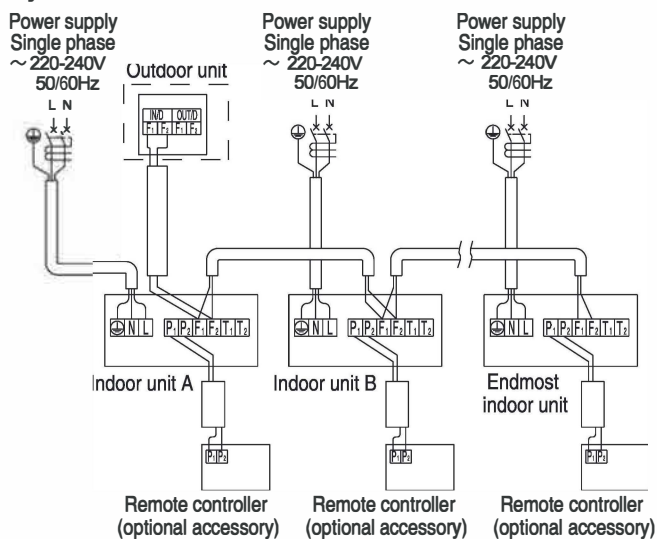 Power supply
Single phase
~ 220-240V
50/60Hz
L N
Outdoor unit
IN/D OUT/D
F1 F2 F1 F2
Power supply
Single phase
~ 220-240V
50/60Hz
L N
Power supply
Single phase
~ 220-240V
50/60Hz
L N
N L
P1 P2 F1 F2 T1 T2
Indoor unit A
N L
P1 P2 F1 F2 T1 T2
Indoor unit B
N L
P1 P2 F1 F2 T1 T2
Endmost
indoor unit
P1 P2
Remote controller
(optional accessory)
P1 P2
Remote controller
(optional accessory)
P1 P2
Remote controller
(optional accessory)